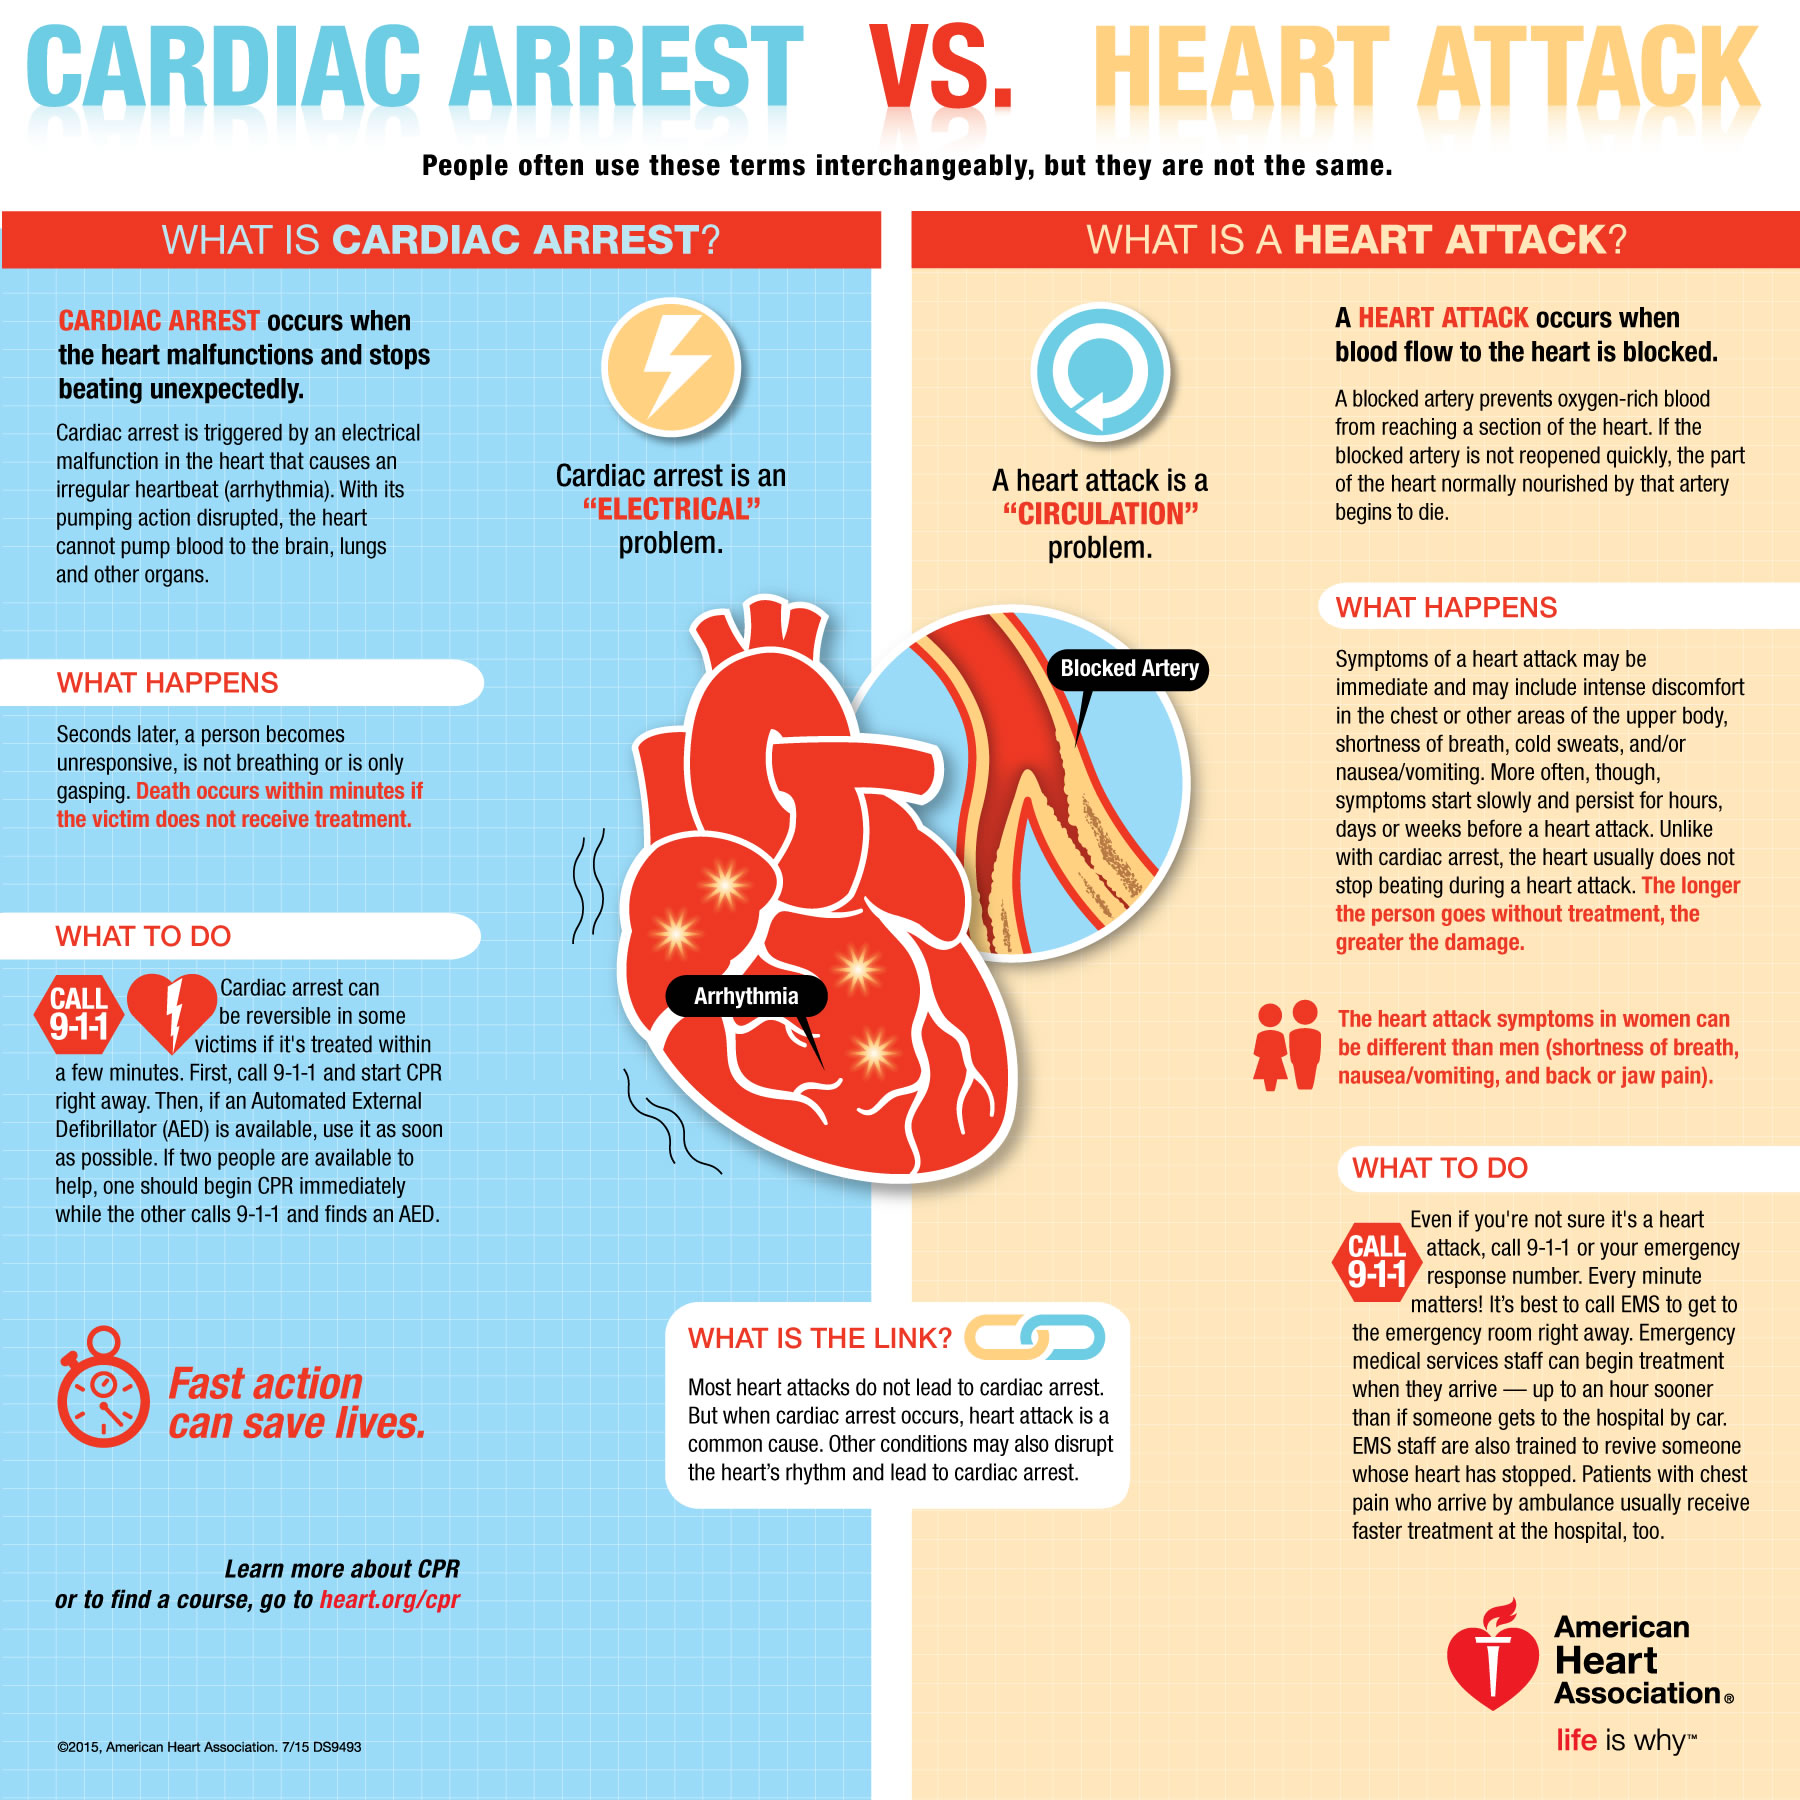 CARDIAC ARREST VS. HEART ATTACK
People often use these terms interchangeably, but they are not the same.
WHAT IS CARDIAC ARREST?
CARDIAC ARREST occurs when
the heart malfunctions and stops
beating unexpectedly.
Cardiac arrest is triggered by an electrical
malfunction in the heart that causes an
irregular heartbeat (arrhythmia). With its
pumping action disrupted, the heart
cannot pump blood to the brain, lungs
and other organs.
Cardiac arrest is an
“ELECTRICAL”
problem.
WHAT HAPPENS
Seconds later, a person becomes
unresponsive, is not breathing or is only
gasping. Death occurs within minutes if
the victim does not receive treatment.
WHAT TO DO
CALL
9-1-1
Cardiac arrest can
be reversible in some
victims if it's treated within
a few minutes. First, call 9-1-1 and start CPR
right away. Then, if an Automated External
Defibrillator (AED) is available, use it as soon
as possible. If two people are available to
help, one should begin CPR immediately
while the other calls 9-1-1 and finds an AED.
Fast action
can save lives.
Learn more about CPR
or to find a course, go to heart.org/cpr
©2015, American Heart Association. 7/15 DS9493
Arrhythmia
Blocked Artery
WHAT IS THE LINK?
Most heart attacks do not lead to cardiac arrest.
But when cardiac arrest occurs, heart attack is a
common cause. Other conditions may also disrupt
the heart’s rhythm and lead to cardiac arrest.
WHAT IS A HEART ATTACK?
A heart attack is a
“CIRCULATION”
problem.
A HEART ATTACK occurs when
blood flow to the heart is blocked.
A blocked artery prevents oxygen-rich blood
from reaching a section of the heart. If the
blocked artery is not reopened quickly, the part
of the heart normally nourished by that artery
begins to die.
WHAT HAPPENS
Symptoms of a heart attack may be
immediate and may include intense discomfort
in the chest or other areas of the upper body,
shortness of breath, cold sweats, and/or
nausea/vomiting. More often, though,
symptoms start slowly and persist for hours,
days or weeks before a heart attack. Unlike
with cardiac arrest, the heart usually does not
stop beating during a heart attack. The longer
the person goes without treatment, the
greater the damage.
The heart attack symptoms in women can
be different than men (shortness of breath,
nausea/vomiting, and back or jaw pain).
WHAT TO DO
CALL
9-1-1
Even if you're not sure it's a heart
attack, call 9-1-1 or your emergency
response number. Every minute
matters! It’s best to call EMS to get to
the emergency room right away. Emergency
medical services staff can begin treatment
when they arrive — up to an hour sooner
than if someone gets to the hospital by car.
EMS staff are also trained to revive someone
whose heart has stopped. Patients with chest
pain who arrive by ambulance usually receive
faster treatment at the hospital, too.
American
Heart
Association®
life is why™